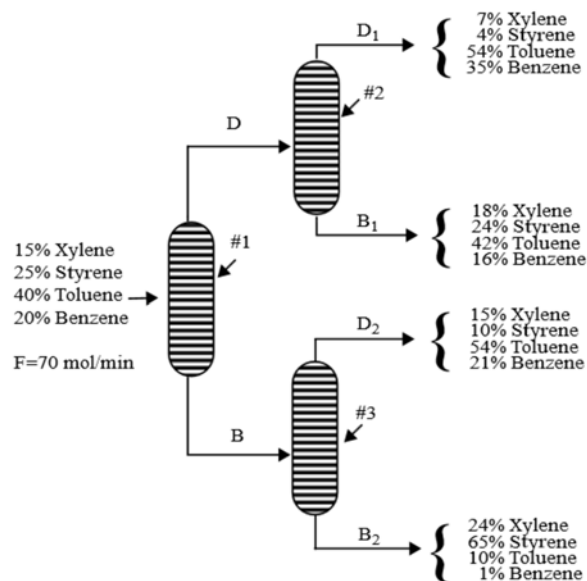 D₁
7% Xylene
4% Styrene
54% Toluene
35% Benzene
#2
D
B₁
18% Xylene
24% Styrene
42% Toluene
16% Benzene
#1
15% Xylene
25% Styrene
40% Toluene
20% Benzene
F=70 mol/min
D₂
15% Xylene
10% Styrene
54% Toluene
21% Benzene
#3
B
B₂
24% Xylene
65% Styrene
10% Toluene
1% Benzene